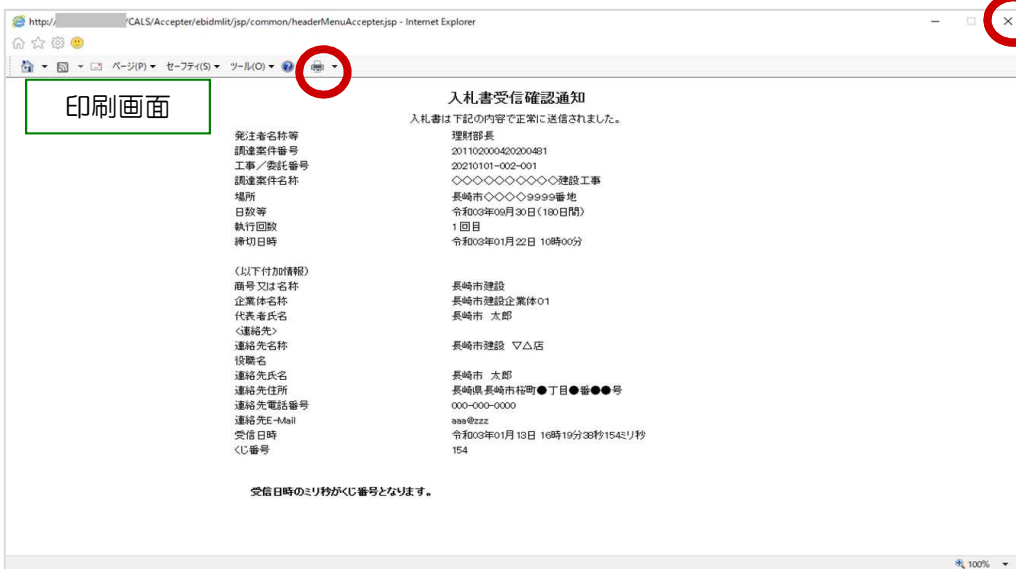 http:/ /CALS/Accepter/ebidmlit/jsp/common/headerMenuAccepter.jsp - Internet Explorer
ページ(P) セーフティ(S) ツール(O)
印刷画面
入札書受信確認通知
入札書は下記の内容で正常に送信されました。
発注者名称等 理財部長
調達案件番号 201102000420200481
工事／委託番号 20210101-002-001
調達案件名称 ◇◇◇◇◇◇◇◇◇◇建設工事
場所 長崎市◇◇◇◇9999番地
日数等 令和03年09月30日(180日間)
執行回数 1回目
締切日時 令和03年01月22日 10時00分
(以下付加情報)
商号又は名称 長崎市建設
企業体名称 長崎市建設企業体01
代表者氏名 長崎市 太郎
<連絡先>
連絡先名称 長崎市建設 ▽△店
役職名
連絡先氏名 長崎市 太郎
連絡先住所 長崎県長崎市桜町●丁目●番●●号
連絡先電話番号 000-000-0000
連絡先E-Mail aaa@zzz
受信日時 令和03年01月13日 16時19分38秒154ミリ秒
くじ番号 154
受信日時のミリ秒がくじ番号となります。
100%